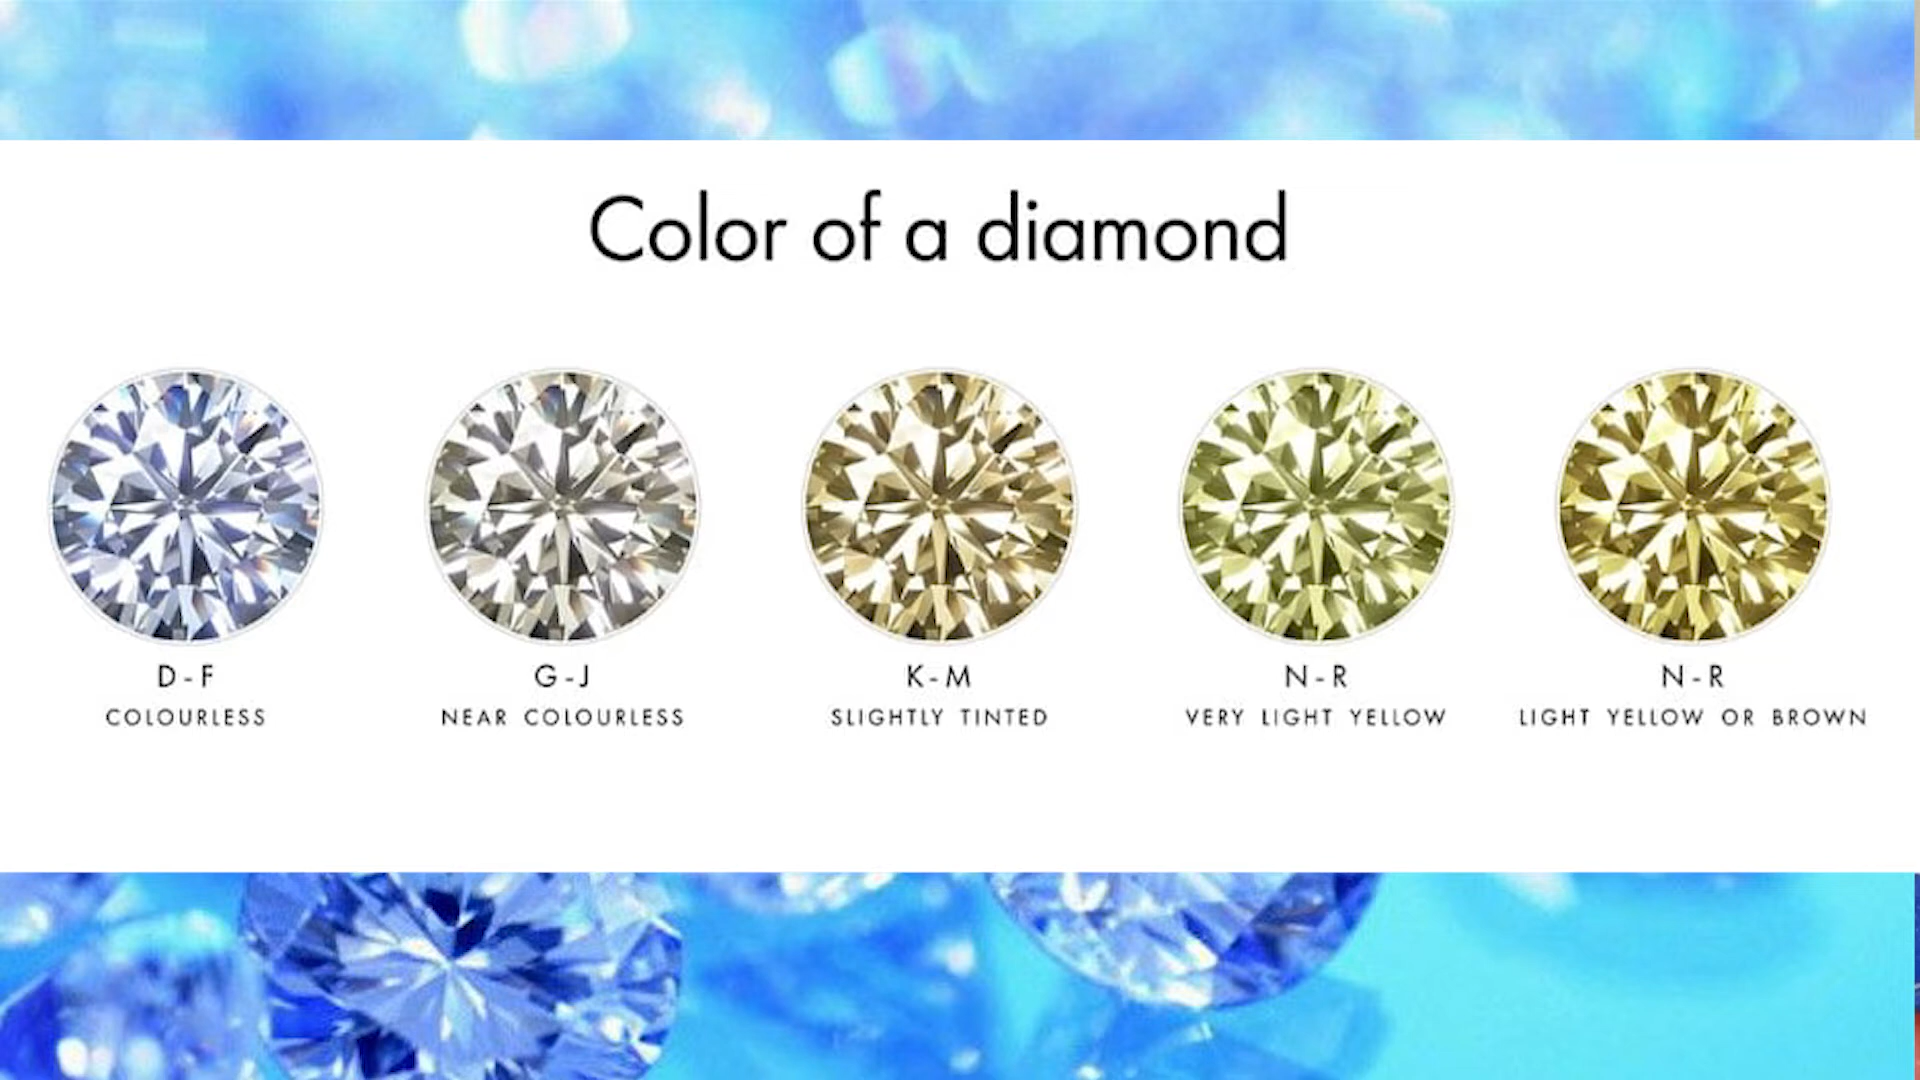 Color of a diamond
D-F
COLOURLESS
G-J
NEAR COLOURLESS
K-M
SLIGHTLY TINTED
N-R
VERY LIGHT YELLOW
N-R
LIGHT YELLOW OR BROWN